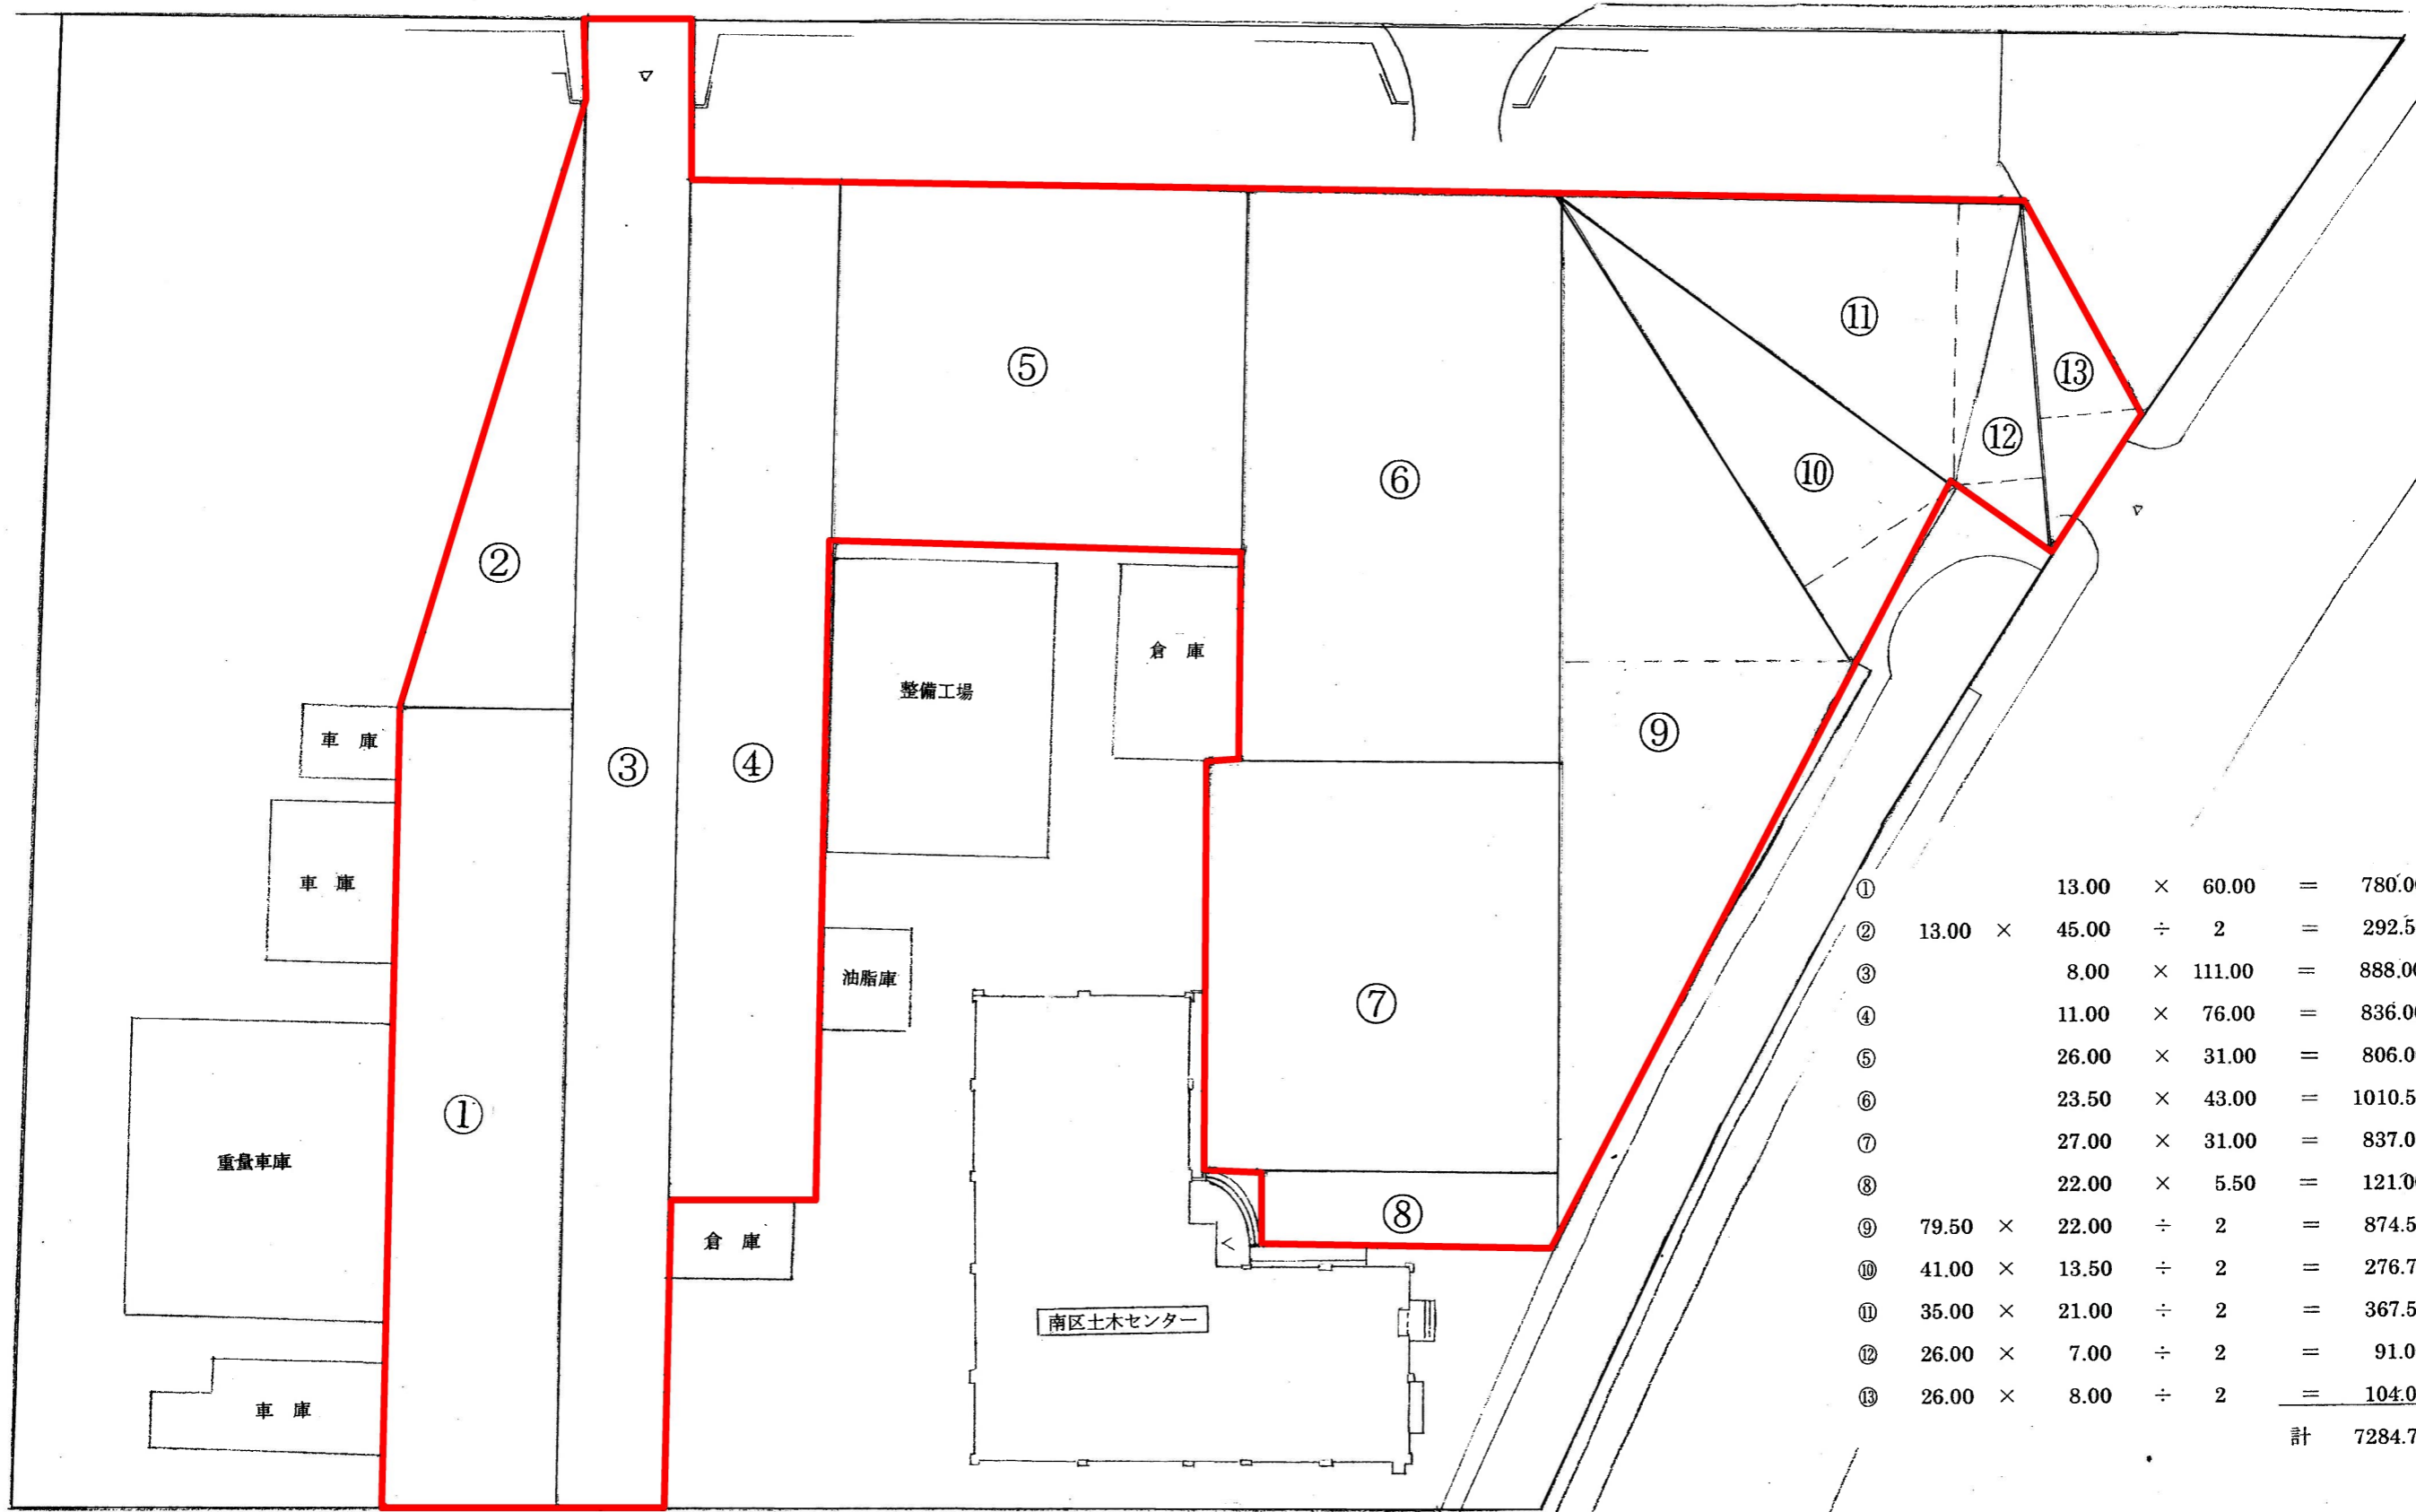 ⑪
⑤
⑬
⑫
⑩
⑥
②
倉 庫
整備工場
車 庫
③
④
⑨
車 庫
油脂庫
⑦
①
重量車庫
⑧
倉 庫
南区土木センター
車 庫
① 13.00 × 60.00 = 780.0
② 13.00 × 45.00 ÷ 2 = 292.5
③ 8.00 × 111.00 = 888.0
④ 11.00 × 76.00 = 836.0
⑤ 26.00 × 31.00 = 806.0
⑥ 23.50 × 43.00 = 1010.5
⑦ 27.00 × 31.00 = 837.0
⑧ 22.00 × 5.50 = 121.0
⑨ 79.50 × 22.00 ÷ 2 = 874.5
⑩ 41.00 × 13.50 ÷ 2 = 276.7
⑪ 35.00 × 21.00 ÷ 2 = 367.5
⑫ 26.00 × 7.00 ÷ 2 = 91.0
⑬ 26.00 × 8.00 ÷ 2 = 104.0
計 7284.7